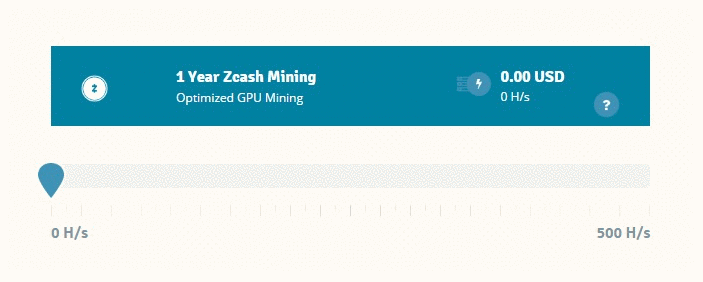 1 Year Zcash Mining
Optimized GPU Mining
0.00 USD
0 H/s
?
0 H/s
500 H/s